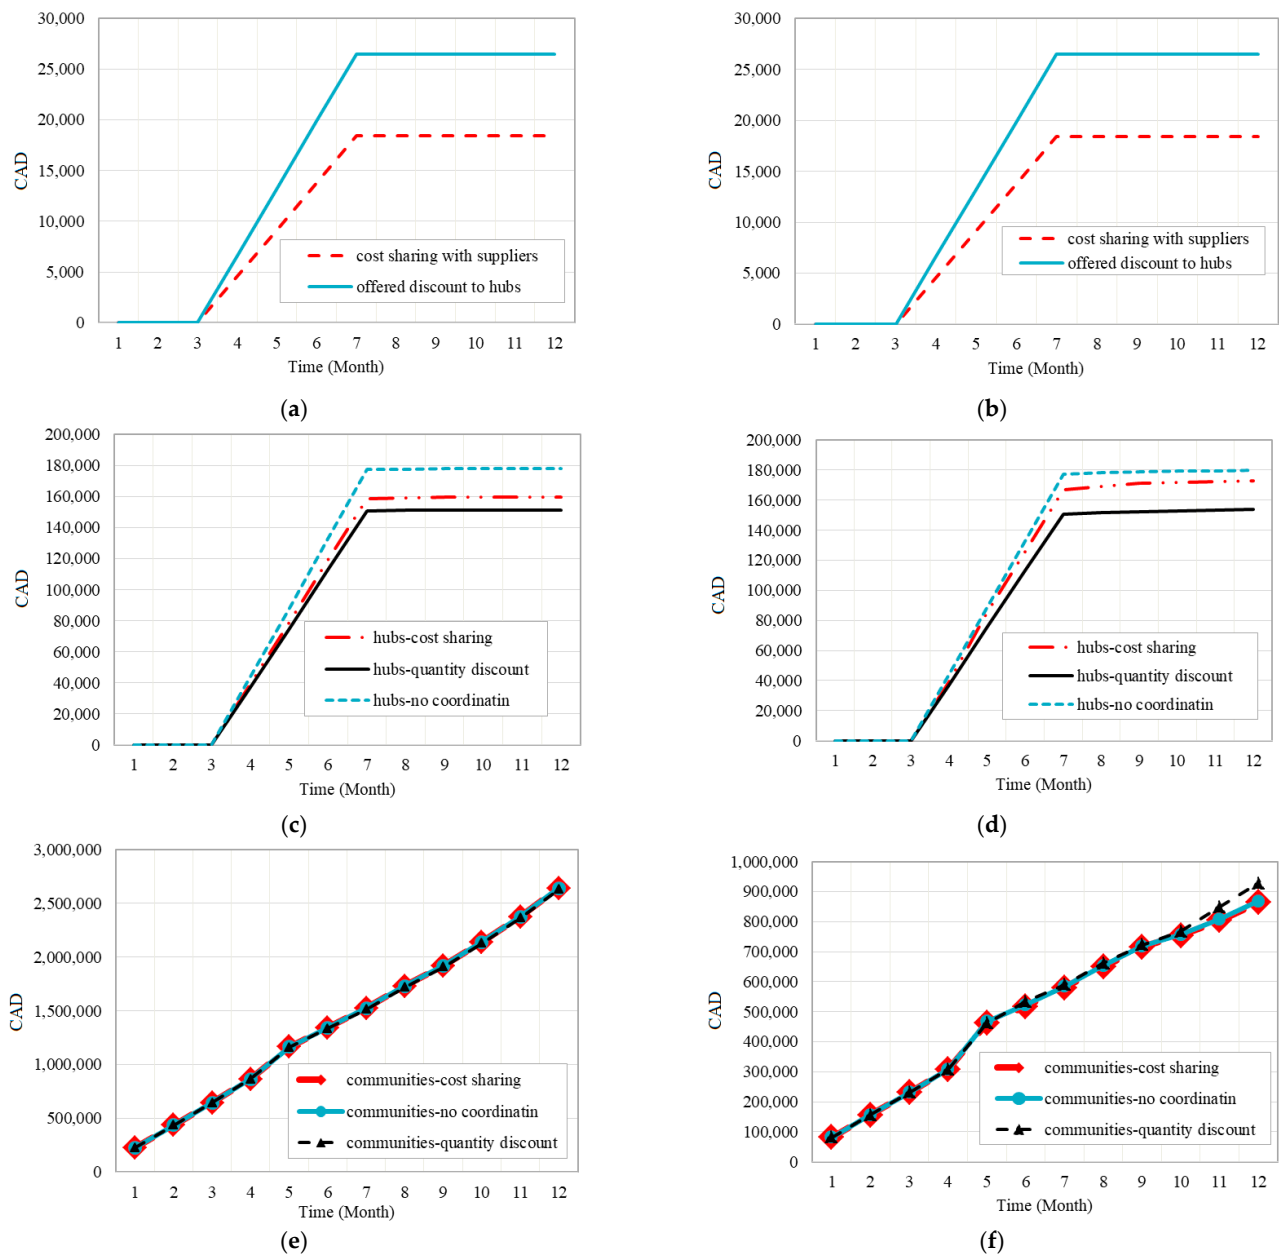 30,000
25,000
20,000
15,000
10,000
5,000
0
CAD
cost sharing with suppliers
offered discount to hubs
1 2 3 4 5 6 7 8 9 10 11 12
Time (Month)
(a)
30,000
25,000
20,000
15,000
10,000
5,000
0
CAD
cost sharing with suppliers
offered discount to hubs
1 2 3 4 5 6 7 8 9 10 11 12
Time (Month)
(b)
200,000
180,000
160,000
140,000
120,000
100,000
80,000
60,000
40,000
20,000
0
CAD
hubs-cost sharing
hubs-quantity discount
hubs-no coordinatin
1 2 3 4 5 6 7 8 9 10 11 12
Time (Month)
(c)
200,000
180,000
160,000
140,000
120,000
100,000
80,000
60,000
40,000
20,000
0
CAD
hubs-cost sharing
hubs-quantity discount
hubs-no coordinatin
1 2 3 4 5 6 7 8 9 10 11 12
Time (Month)
(d)
3,000,000
2,500,000
2,000,000
1,500,000
1,000,000
500,000
0
CAD
communities-cost sharing
communities-no coordinatin
communities-quantity discount
1 2 3 4 5 6 7 8 9 10 11 12
Time (Month)
(e)
1,000,000
900,000
800,000
700,000
600,000
500,000
400,000
300,000
200,000
100,000
0
CAD
communities-cost sharing
communities-no coordinatin
communities-quantity discount
1 2 3 4 5 6 7 8 9 10 11 12
Time (Month)
(f)